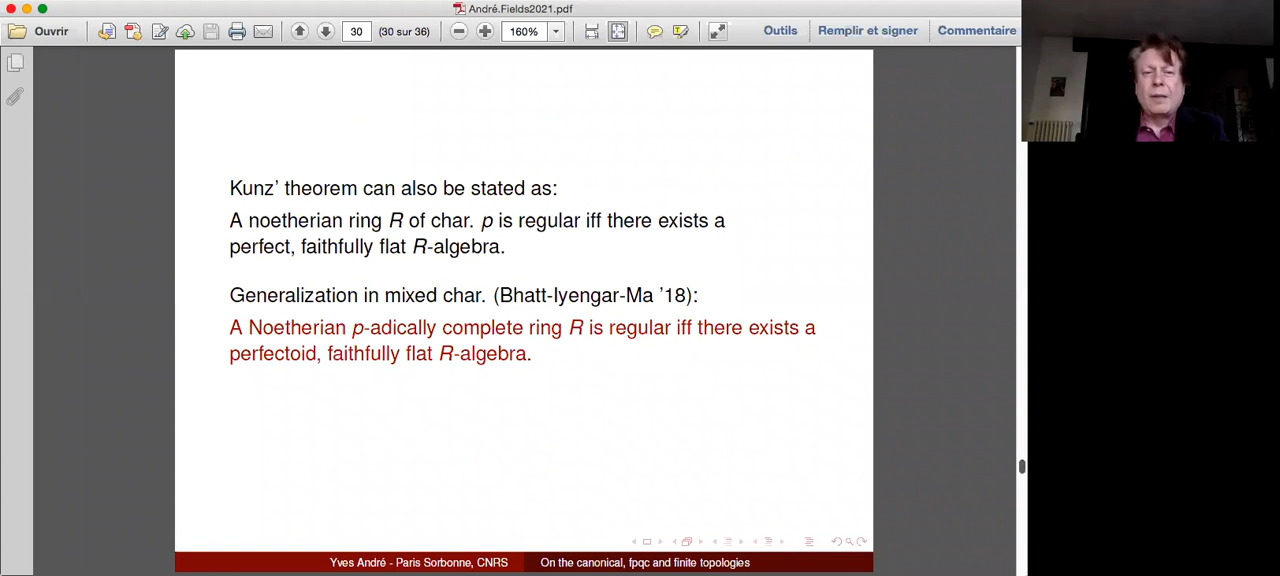 André.Fields2021.pdf
Ouvrir
30
(30 sur 36)
160%
Outils
Remplir et signer
Commentaire
Kunz’ theorem can also be stated as:
A noetherian ring R of char. p is regular iff there exists a
perfect, faithfully flat R-algebra.
Generalization in mixed char. (Bhatt-Iyengar-Ma ’18):
A Noetherian p-adically complete ring R is regular iff there exists a
perfectoid, faithfully flat R-algebra.
Yves André - Paris Sorbonne, CNRS
On the canonical, fpqc and finite topologies